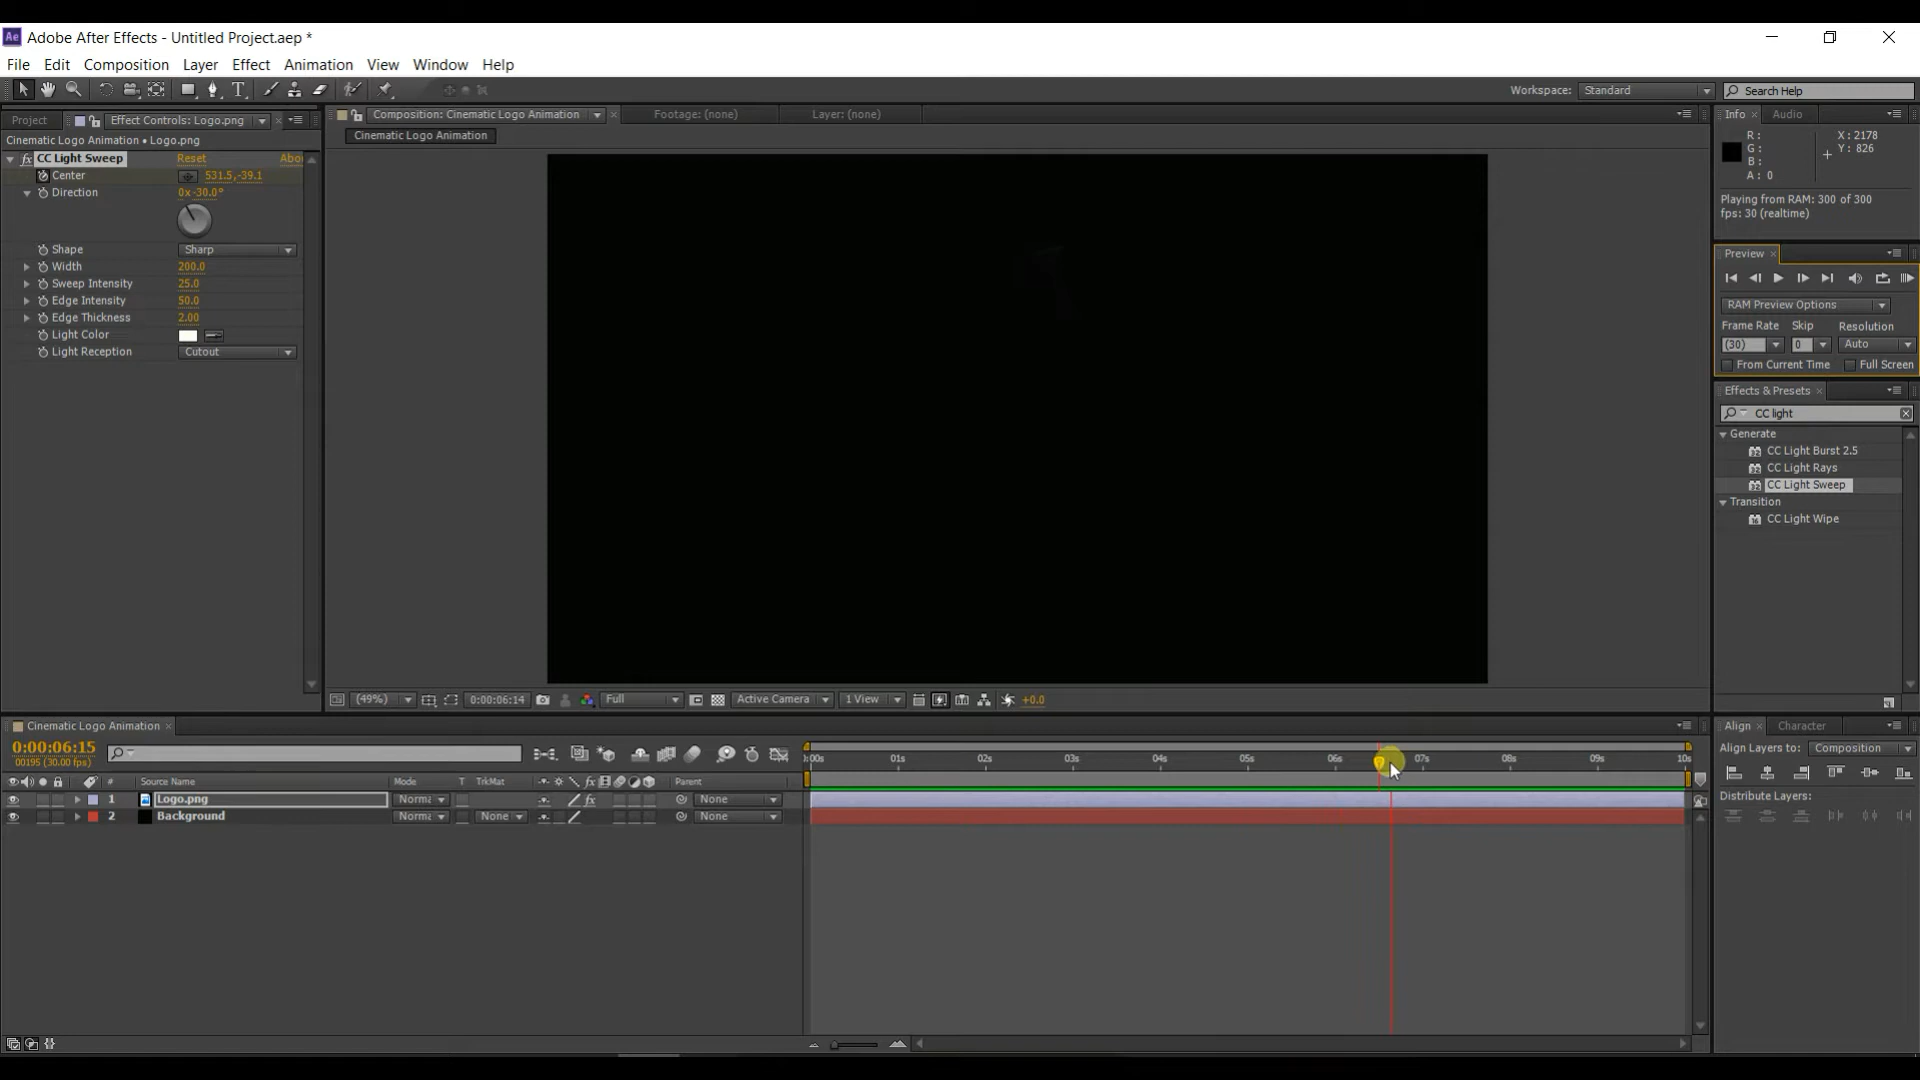 Adobe After Effects - Untitled Project.aep *
File Edit Composition Layer Effect Animation View Window Help
Workspace: Standard Search Help
Project Effect Controls: Logo.png
Cinematic Logo Animation • Logo.png
fx CC Light Sweep Reset Abou
Center 531.5,-39.1
Direction 0x-30.0°
Shape Sharp
Width 200.0
Sweep Intensity 25.0
Edge Intensity 50.0
Edge Thickness 2.00
Light Color
Light Reception Cutout
Composition: Cinematic Logo Animation Footage: (none) Layer: (none)
Cinematic Logo Animation
(49%) 0:00:06:14 Full Active Camera 1 View +0.0
Info Audio
R: X: 2178
G: Y: 826
B:
A: 0
Playing from RAM: 300 of 300
fps: 30 (realtime)
Preview
RAM Preview Options
Frame Rate Skip Resolution
(30) 0 Auto
From Current Time Full Screen
Effects & Presets
CC light
Generate
CC Light Burst 2.5
CC Light Rays
CC Light Sweep
Transition
CC Light Wipe
Cinematic Logo Animation
0:00:06:15
00195 (30.00 fps)
# Source Name Mode T TrkMat fx Parent
1 Logo.png Norma fx None
2 Background Norma None None
):00s 01s 02s 03s 04s 05s 06s 07s 08s 09s 10s
Align Character
Align Layers to: Composition
Distribute Layers: